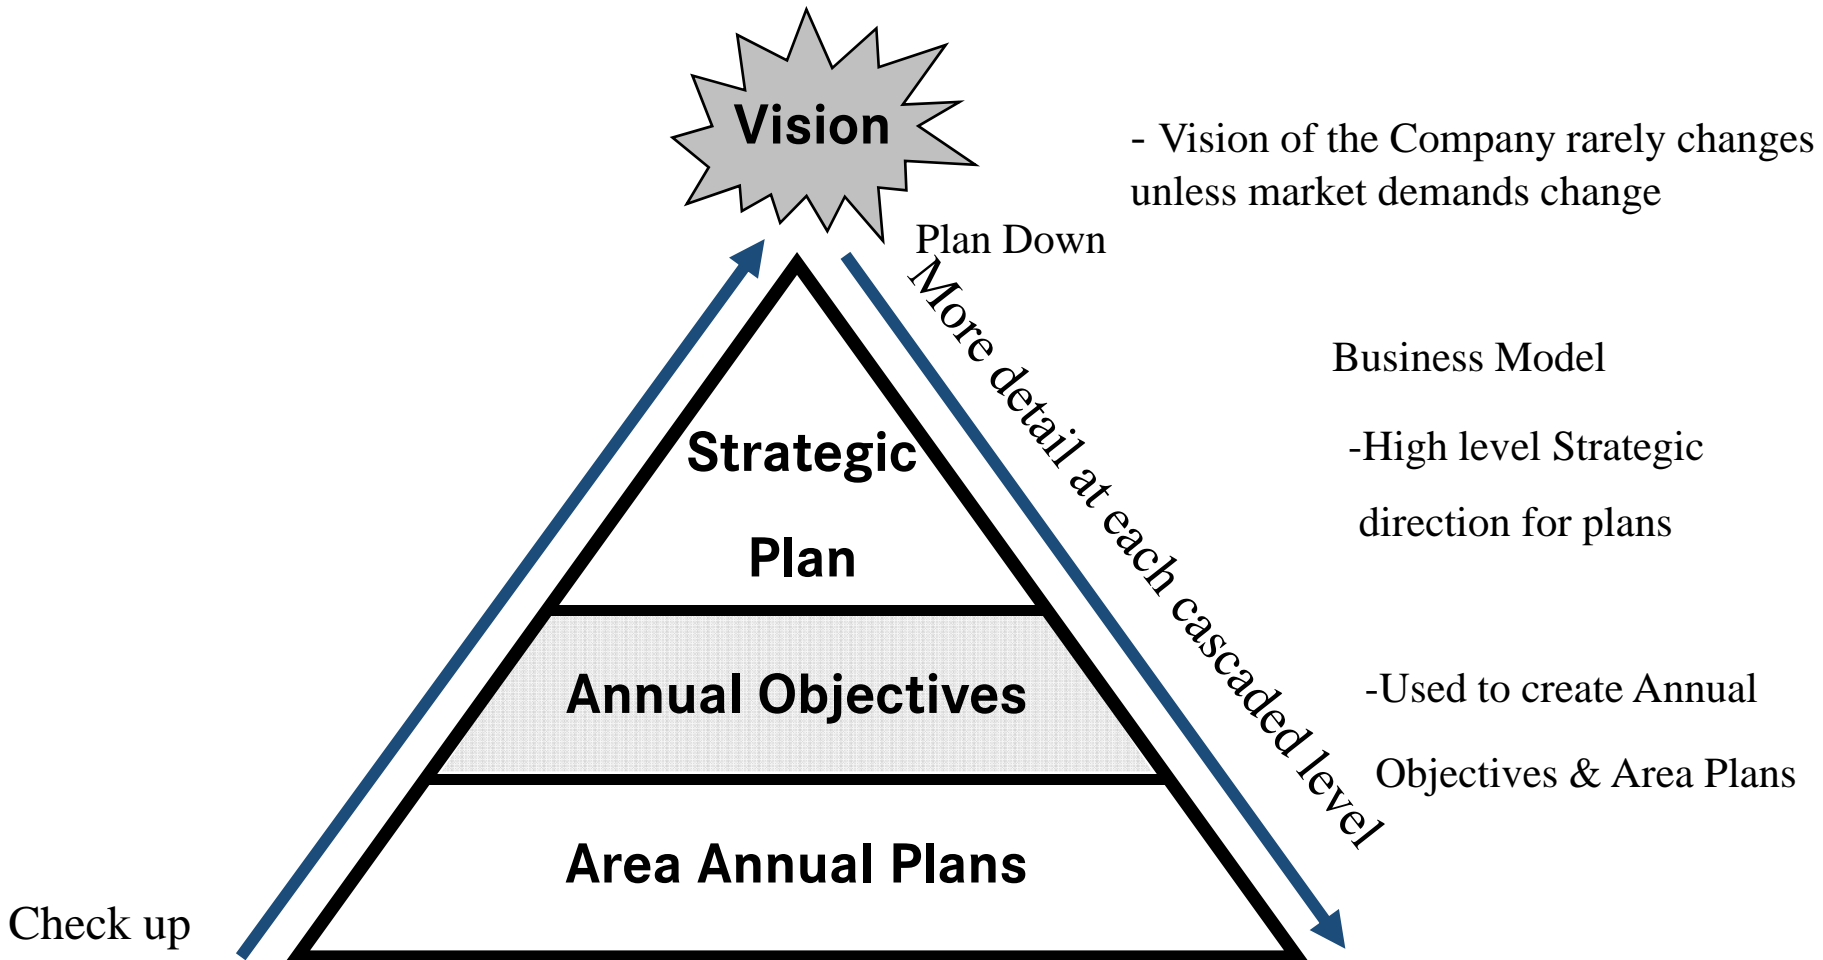 Vision
- Vision of the Company rarely changes
unless market demands change
Plan Down
More detail at each cascaded level
Business Model
-High level Strategic
direction for plans
Strategic
Plan
Annual Objectives
-Used to create Annual
Objectives & Area Plans
Area Annual Plans
Check up